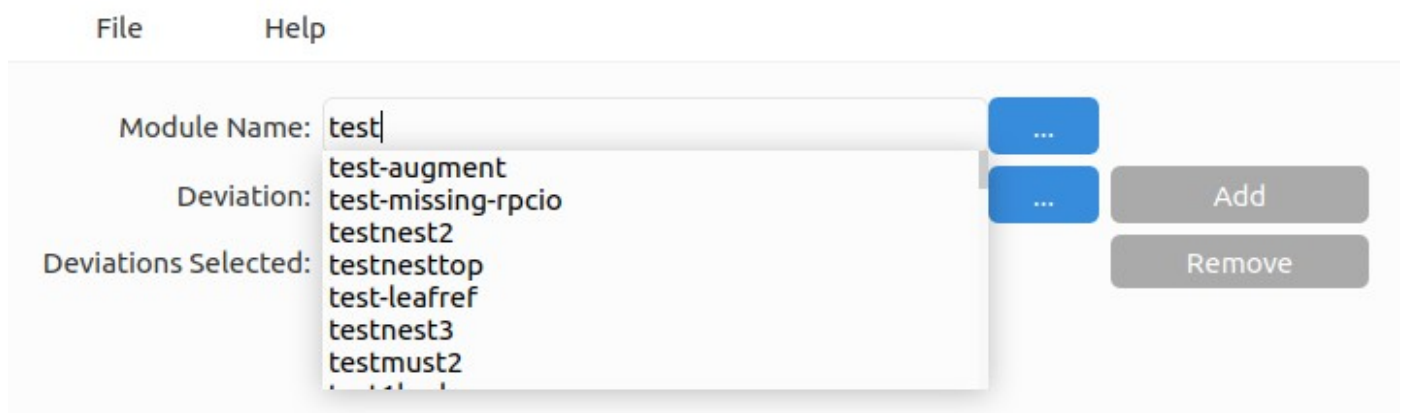 File Help
Module Name: test ...
test-augment
Deviation: test-missing-rpcio ... Add
testnest2
Deviations Selected: testnesttop Remove
test-leafref
testnest3
testmust2